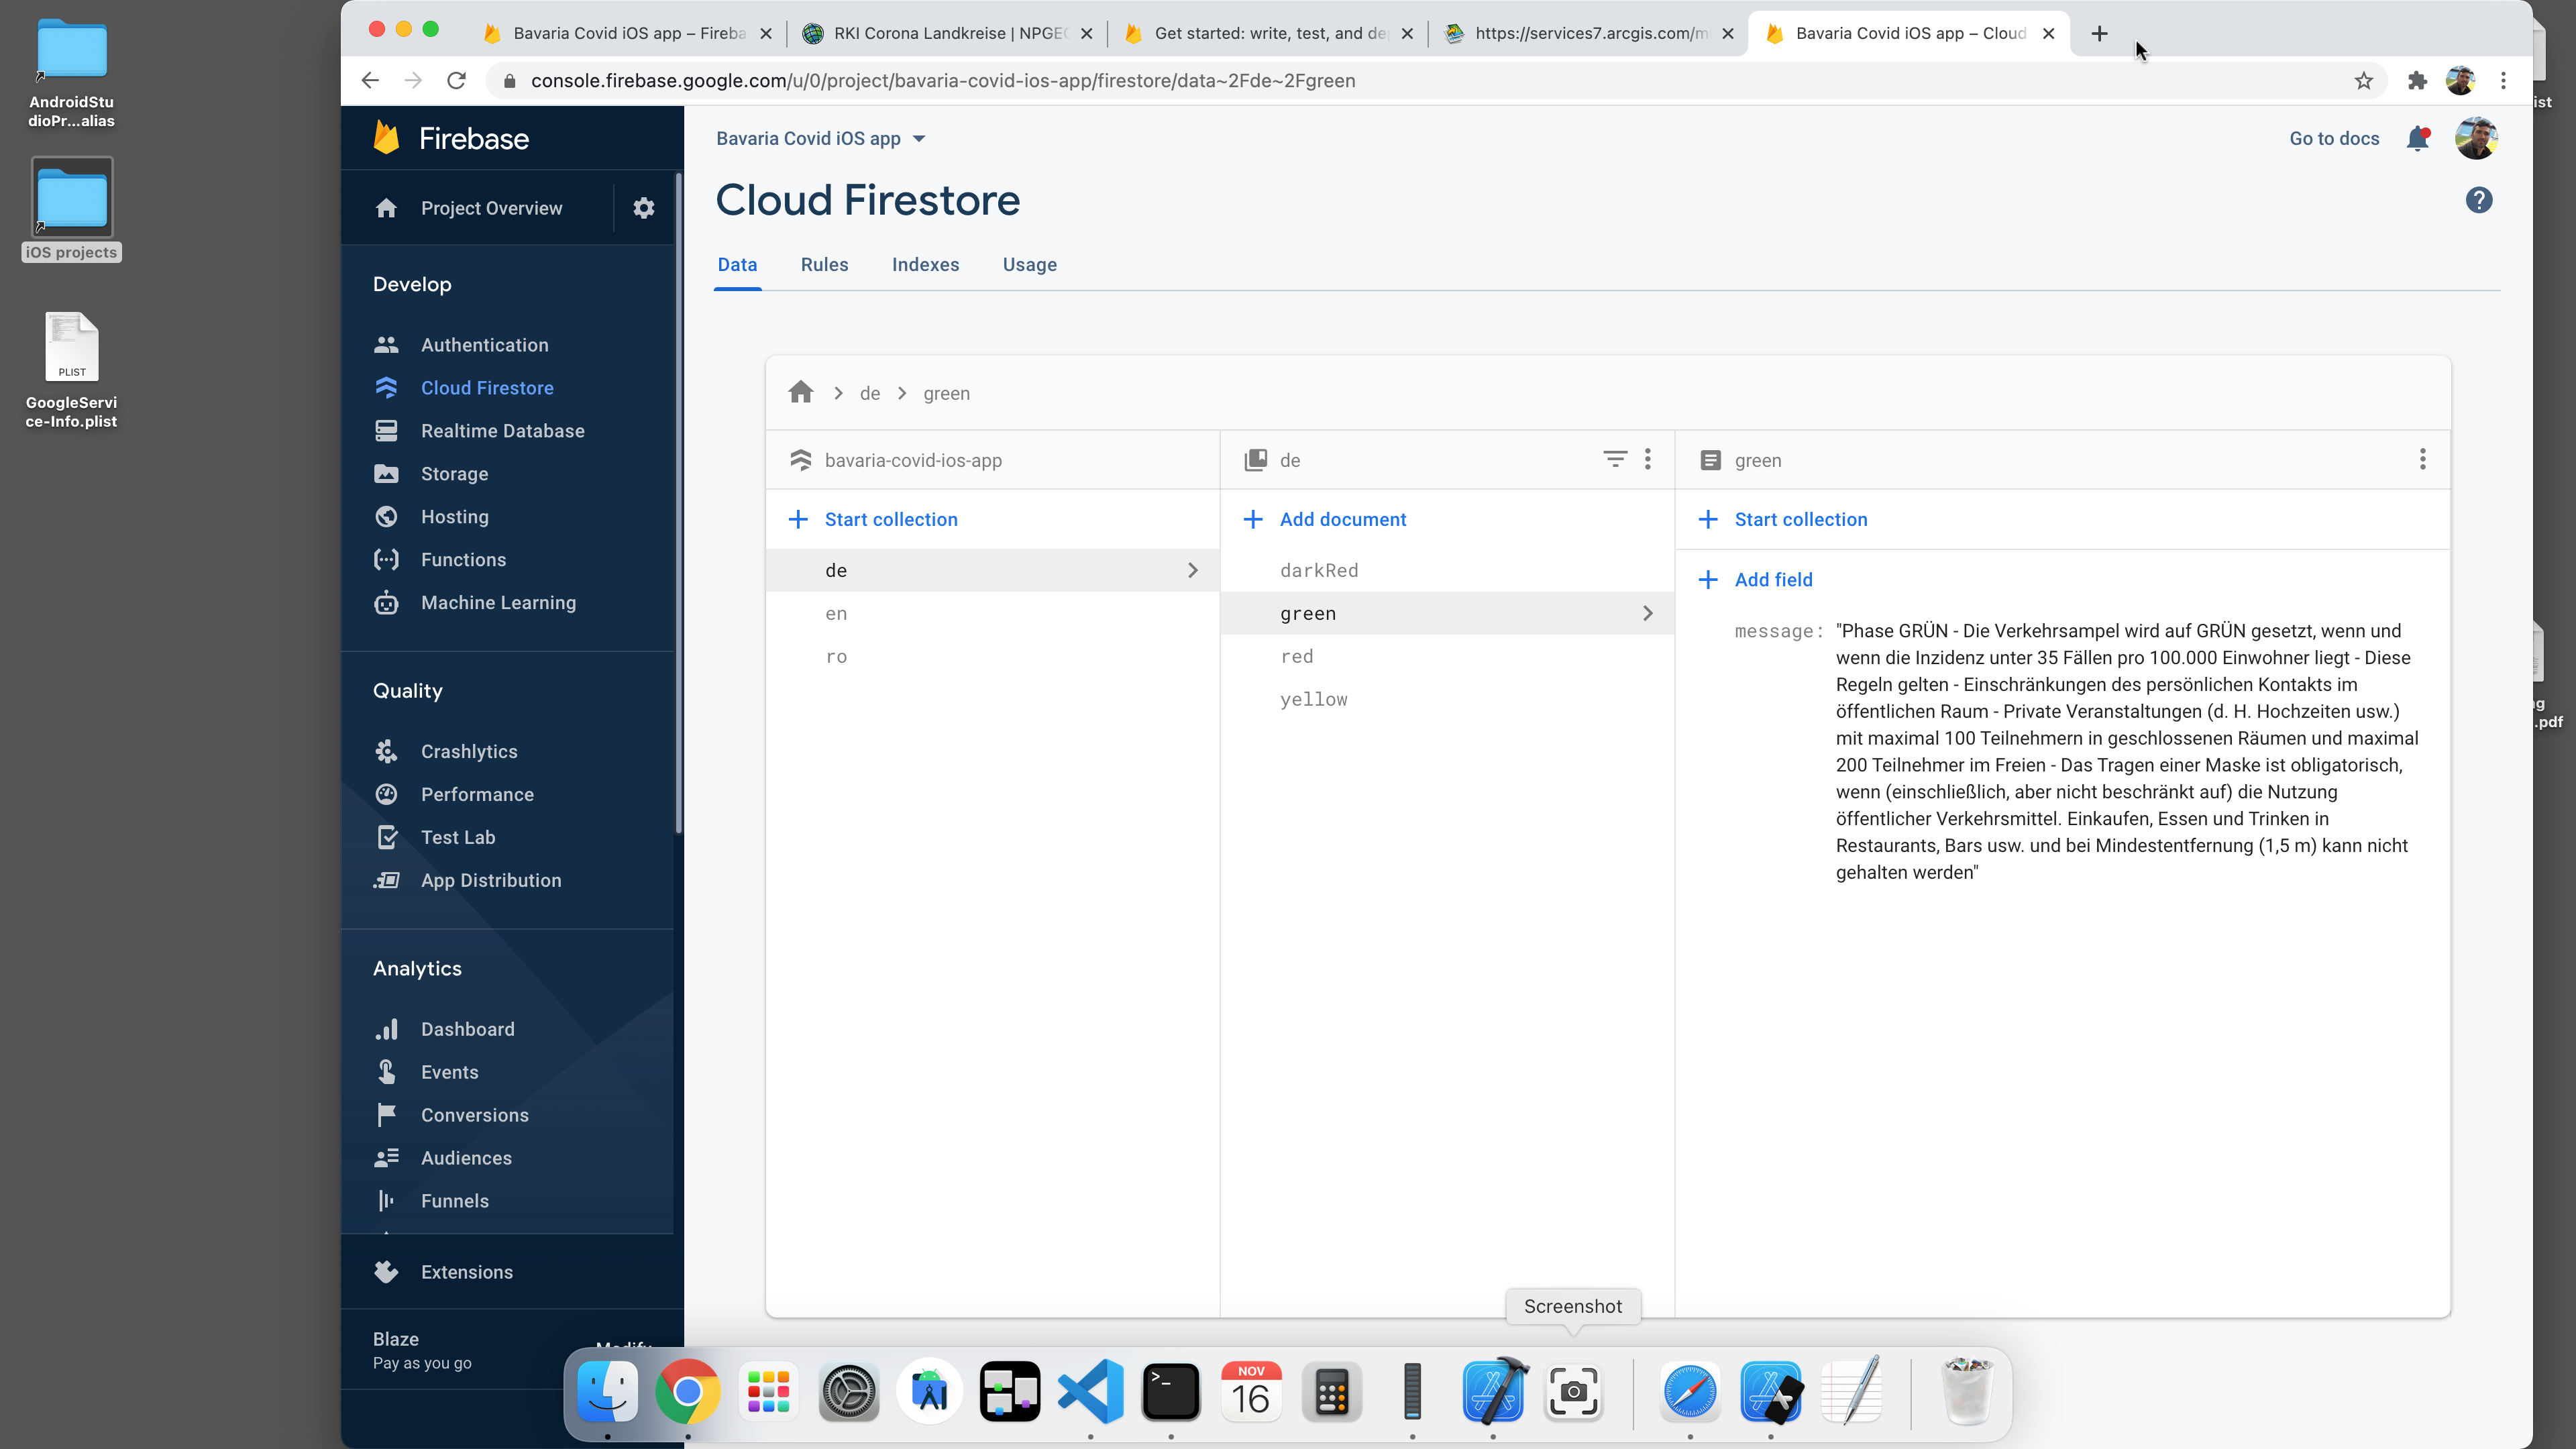 AndroidStu
dioPr...alias
iOS projects
PLIST
GoogleServi
ce-Info.plist
Bavaria Covid iOS app – Fireba
RKI Corona Landkreise | NPGEO
Get started: write, test, and de
https://services7.arcgis.com/m
Bavaria Covid iOS app – Cloud
console.firebase.google.com/u/0/project/bavaria-covid-ios-app/firestore/data~2Fde~2Fgreen
Firebase
Project Overview
Develop
Authentication
Cloud Firestore
Realtime Database
Storage
Hosting
Functions
Machine Learning
Quality
Crashlytics
Performance
Test Lab
App Distribution
Analytics
Dashboard
Events
Conversions
Audiences
Funnels
Extensions
Blaze
Pay as you go
Modify
Bavaria Covid iOS app
Go to docs
Cloud Firestore
?
Data Rules Indexes Usage
de green
bavaria-covid-ios-app
Start collection
de
en
ro
de
Add document
darkRed
green
red
yellow
green
Start collection
Add field
message: "Phase GRÜN - Die Verkehrsampel wird auf GRÜN gesetzt, wenn und
wenn die Inzidenz unter 35 Fällen pro 100.000 Einwohner liegt - Diese
Regeln gelten - Einschränkungen des persönlichen Kontakts im
öffentlichen Raum - Private Veranstaltungen (d. H. Hochzeiten usw.)
mit maximal 100 Teilnehmern in geschlossenen Räumen und maximal
200 Teilnehmer im Freien - Das Tragen einer Maske ist obligatorisch,
wenn (einschließlich, aber nicht beschränkt auf) die Nutzung
öffentlicher Verkehrsmittel. Einkaufen, Essen und Trinken in
Restaurants, Bars usw. und bei Mindestentfernung (1,5 m) kann nicht
gehalten werden"
ist
g
.pdf
Screenshot
>_
NOV
16